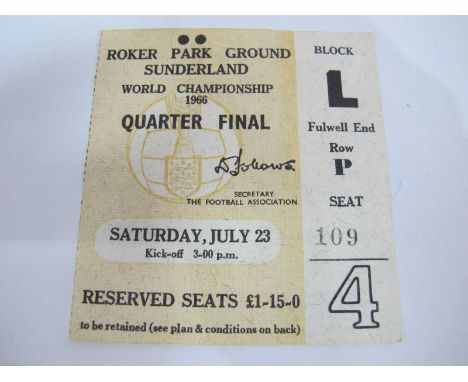 ROKER PARK GROUND
SUNDERLAND
WORLD CHAMPIONSHIP
1966
QUARTER FINAL
D Follows
SECRETARY
THE FOOTBALL ASSOCIATION
SATURDAY, JULY 23
Kick-off 3-00 p.m.
RESERVED SEATS £1-15-0
to be retained (see plan & conditions on back)
BLOCK
L
Fulwell End
Row
P
SEAT
109
4